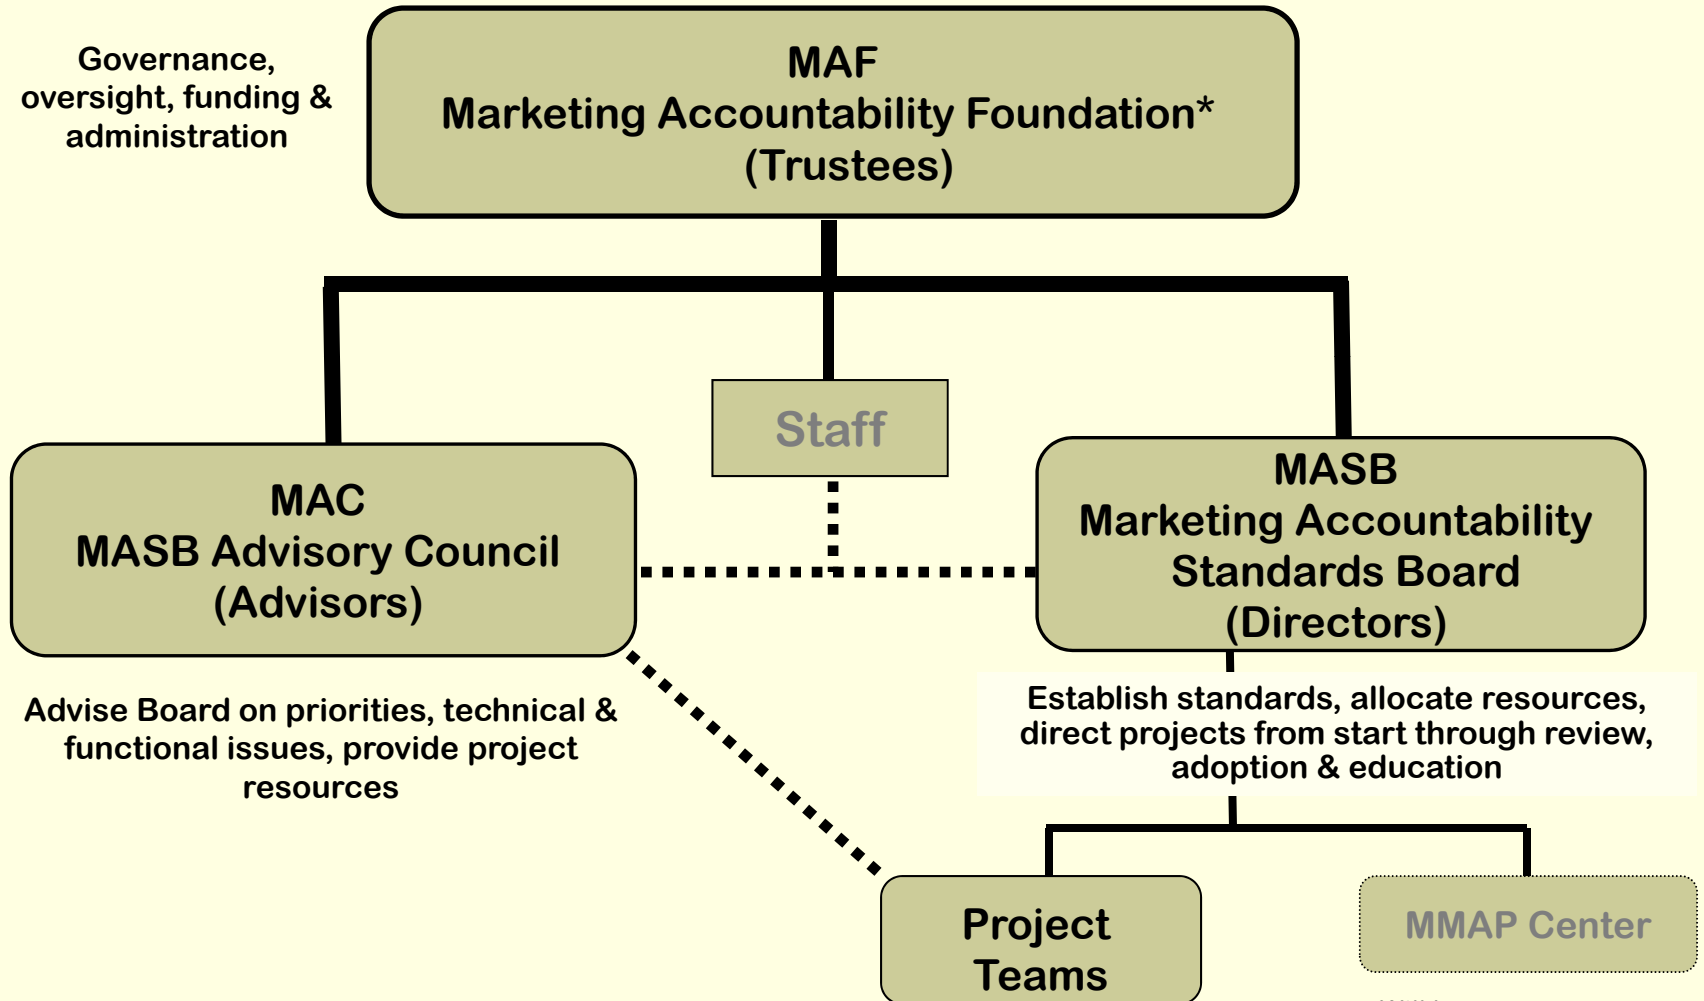 Governance,
oversight, funding &
administration
MAF
Marketing Accountability Foundation*
(Trustees)
Staff
MAC
MASB Advisory Council
(Advisors)
MASB
Marketing Accountability
Standards Board
(Directors)
Advise Board on priorities, technical &
functional issues, provide project
resources
Establish standards, allocate resources,
direct projects from start through review,
adoption & education
Project
Teams
MMAP Center